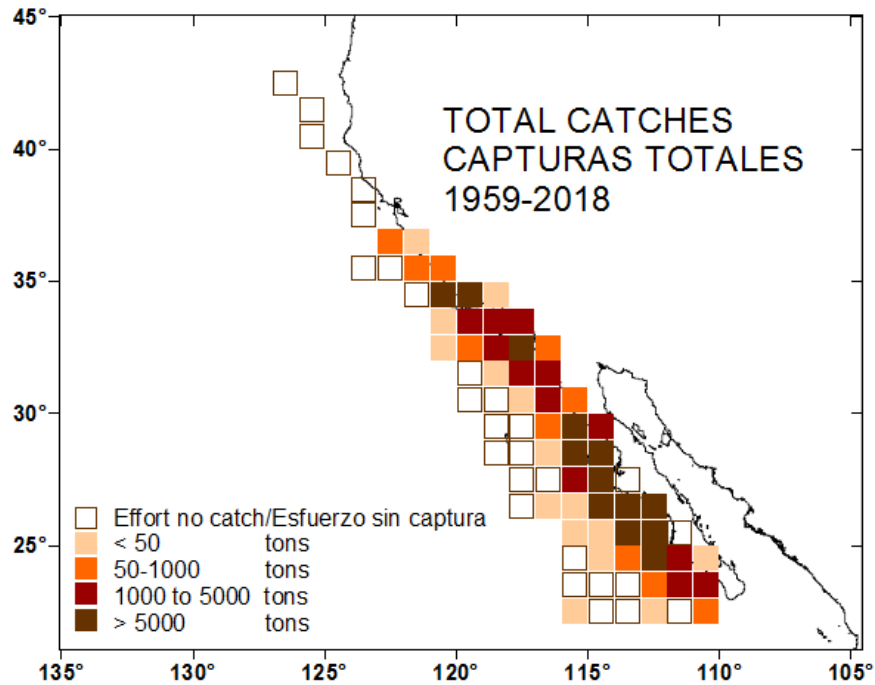 45°
40°
35°
30°
25°
TOTAL CATCHES
CAPTURAS TOTALES
1959-2018
Effort no catch/Esfuerzo sin captura
< 50 tons
50-1000 tons
1000 to 5000 tons
> 5000 tons
135° 130° 125° 120° 115° 110° 105°